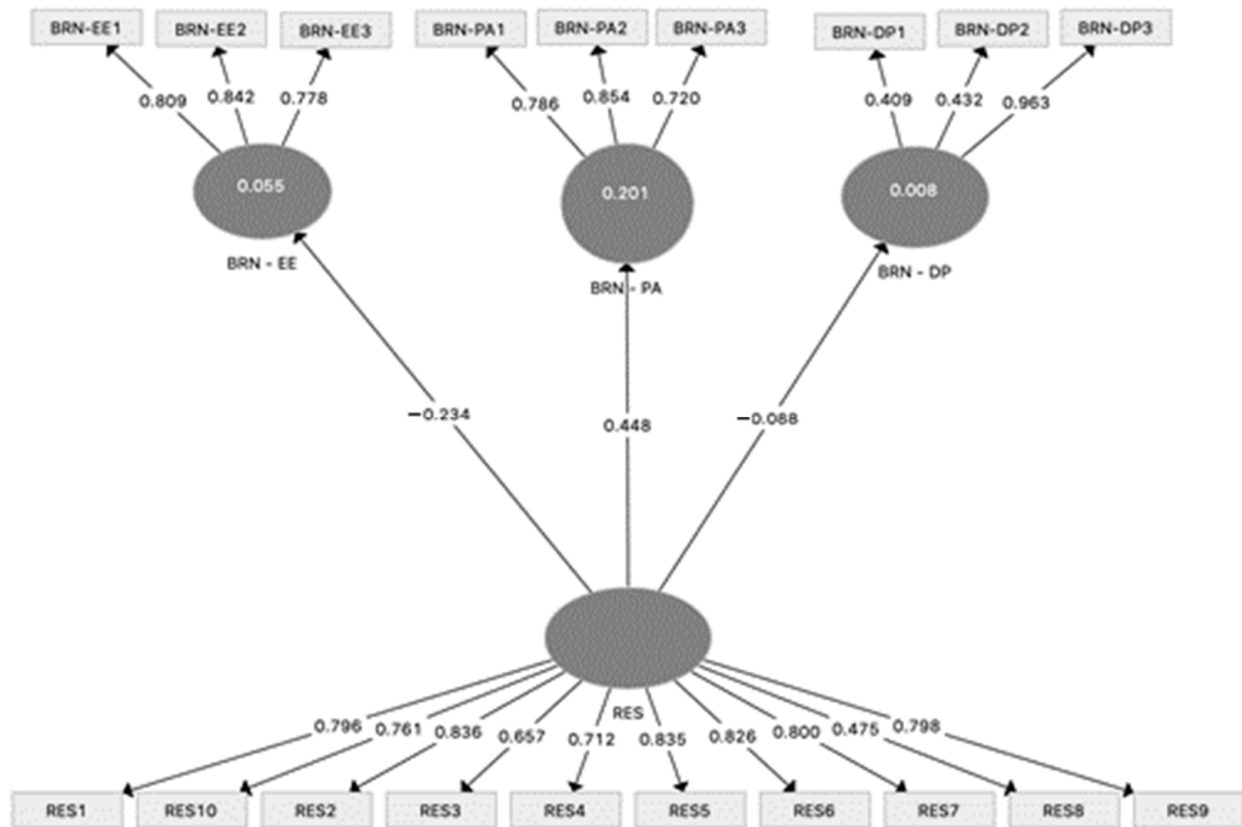 BRN-EE1 BRN-EE2 BRN-EE3 BRN-PA1 BRN-PA2 BRN-PA3 BRN-DP1 BRN-DP2 BRN-DP3
0.809 0.842 0.778 0.786 0.854 0.720 0.409 0.432 0.963
0.055 0.201 0.008
BRN - EE BRN - PA BRN - DP
−0.234 0.448 −0.088
RES
0.796 0.761 0.836 0.657 0.712 0.835 0.826 0.800 0.475 0.798
RES1 RES10 RES2 RES3 RES4 RES5 RES6 RES7 RES8 RES9